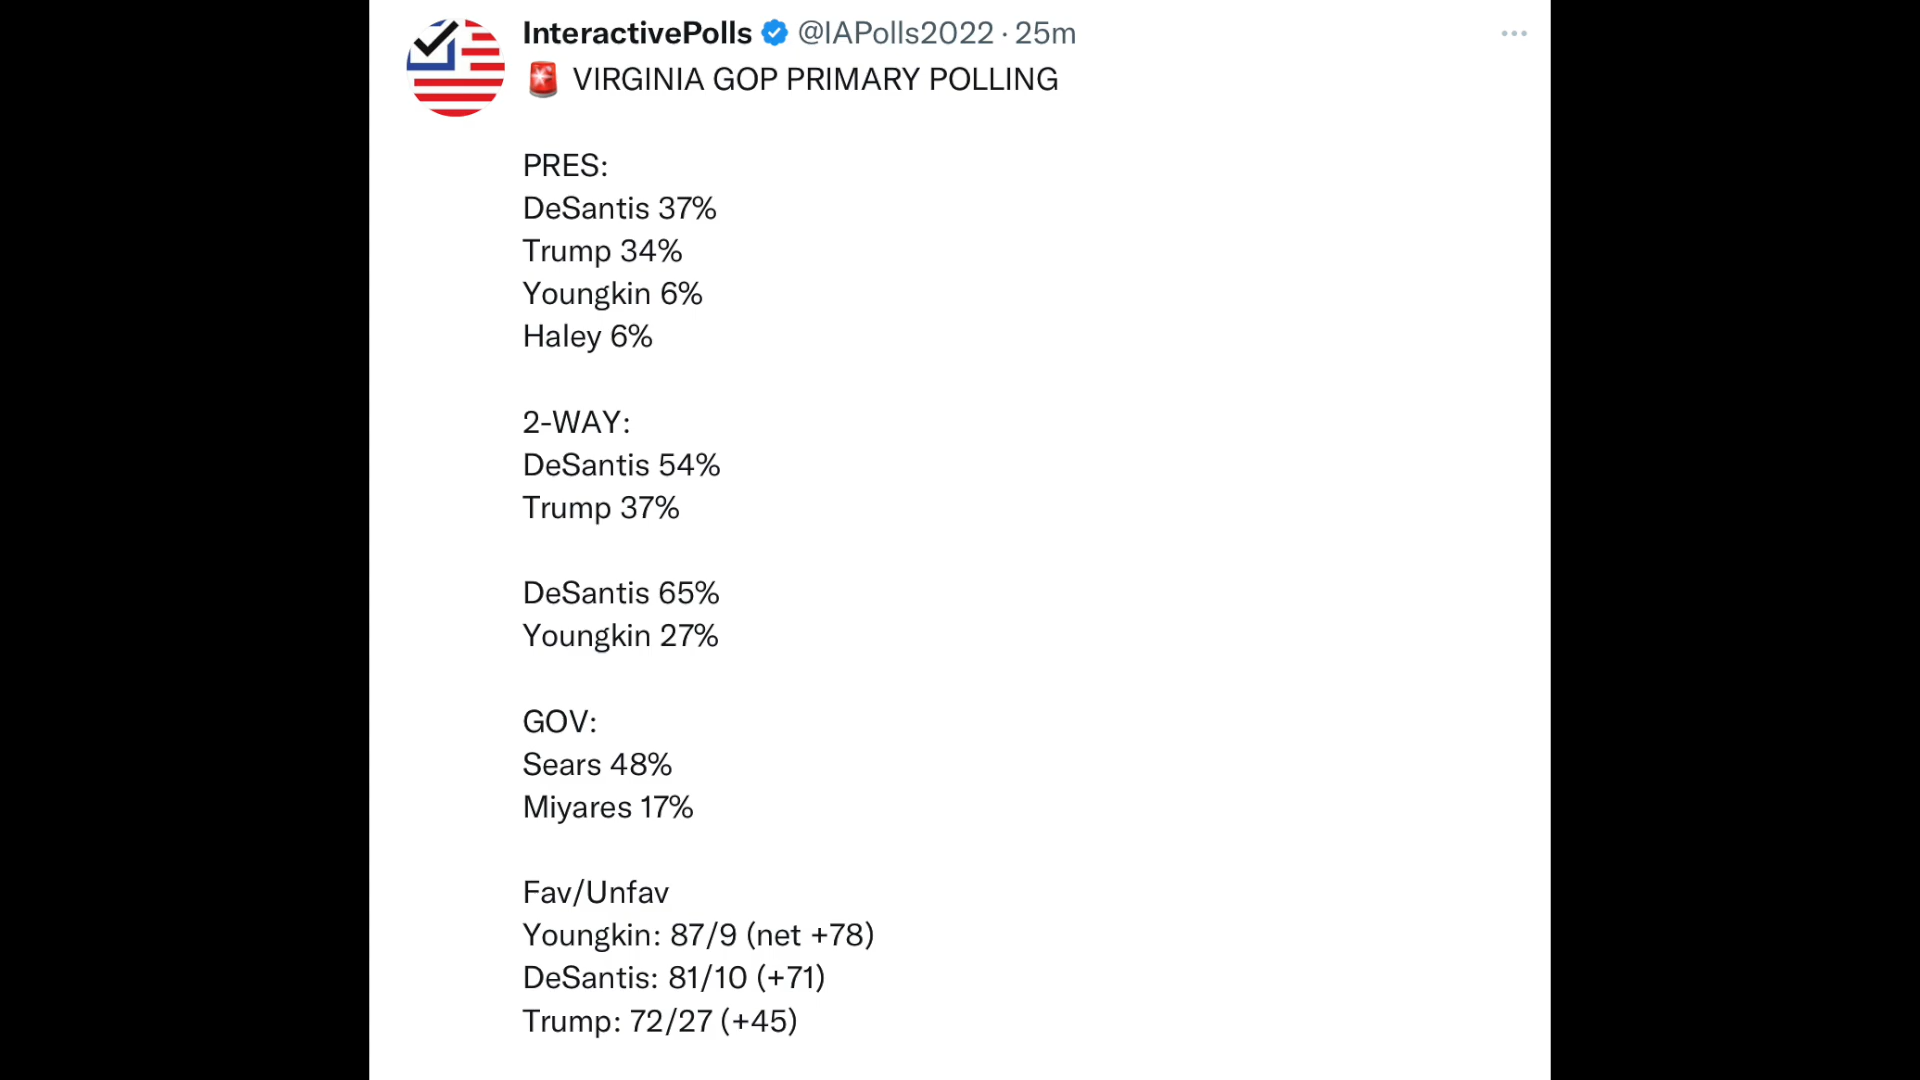 InteractivePolls @IAPolls2022 · 25m
🚨 VIRGINIA GOP PRIMARY POLLING
PRES:
DeSantis 37%
Trump 34%
Youngkin 6%
Haley 6%
2-WAY:
DeSantis 54%
Trump 37%
DeSantis 65%
Youngkin 27%
GOV:
Sears 48%
Miyares 17%
Fav/Unfav
Youngkin: 87/9 (net +78)
DeSantis: 81/10 (+71)
Trump: 72/27 (+45)